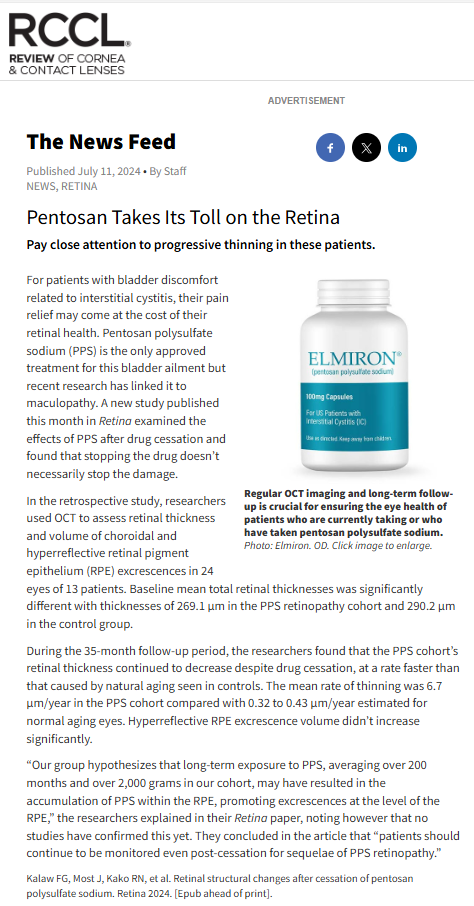 RCCL®
REVIEW OF CORNEA
& CONTACT LENSES
ADVERTISEMENT
The News Feed
f X in
Published July 11, 2024 • By Staff
NEWS, RETINA
Pentosan Takes Its Toll on the Retina
Pay close attention to progressive thinning in these patients.
For patients with bladder discomfort
related to interstitial cystitis, their pain
relief may come at the cost of their
retinal health. Pentosan polysulfate
sodium (PPS) is the only approved
treatment for this bladder ailment but
recent research has linked it to
maculopathy. A new study published
this month in Retina examined the
effects of PPS after drug cessation and
found that stopping the drug doesn't
necessarily stop the damage.
ELMIRON®
(pentosan polysulfate sodium)
100mg Capsules
For US Patients with
Interstitial Cystitis (IC)
Use as directed. Keep away from children.
Regular OCT imaging and long-term follow-
up is crucial for ensuring the eye health of
patients who are currently taking or who
have taken pentosan polysulfate sodium.
Photo: Elmiron. OD. Click image to enlarge.
In the retrospective study, researchers
used OCT to assess retinal thickness
and volume of choroidal and
hyperreflective retinal pigment
epithelium (RPE) excrescences in 24
eyes of 13 patients. Baseline mean total retinal thicknesses was significantly
different with thicknesses of 269.1 µm in the PPS retinopathy cohort and 290.2 µm
in the control group.
During the 35-month follow-up period, the researchers found that the PPS cohort's
retinal thickness continued to decrease despite drug cessation, at a rate faster than
that caused by natural aging seen in controls. The mean rate of thinning was 6.7
µm/year in the PPS cohort compared with 0.32 to 0.43 µm/year estimated for
normal aging eyes. Hyperreflective RPE excrescence volume didn't increase
significantly.
“Our group hypothesizes that long-term exposure to PPS, averaging over 200
months and over 2,000 grams in our cohort, may have resulted in the
accumulation of PPS within the RPE, promoting excrescences at the level of the
RPE,” the researchers explained in their Retina paper, noting however that no
studies have confirmed this yet. They concluded in the article that “patients should
continue to be monitored even post-cessation for sequelae of PPS retinopathy.”
Kalaw FG, Most J, Kako RN, et al. Retinal structural changes after cessation of pentosan
polysulfate sodium. Retina 2024. [Epub ahead of print].